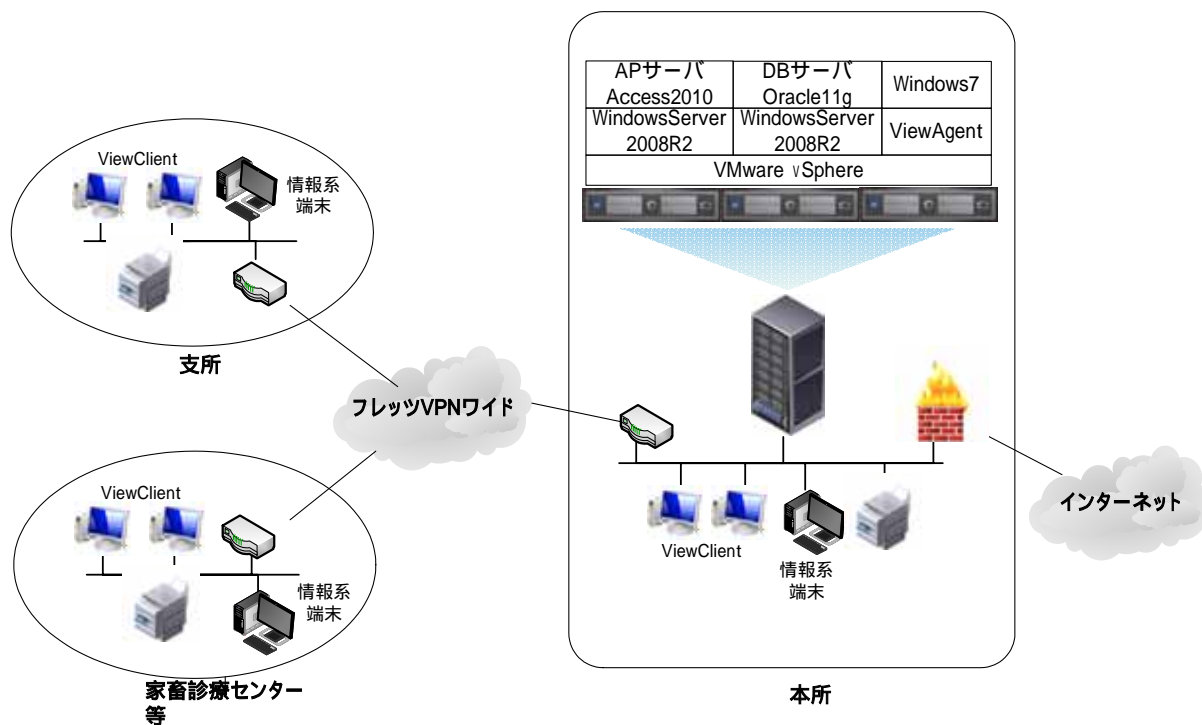 APサーバ
Access2010
DBサーバ
Oracle11g
Windows7
WindowsServer
2008R2
WindowsServer
2008R2
ViewAgent
VMware vSphere
ViewClient
情報系
端末
支所
フレッツVPNワイド
ViewClient
情報系
端末
家畜診療センター
等
ViewClient
情報系
端末
インターネット
本所